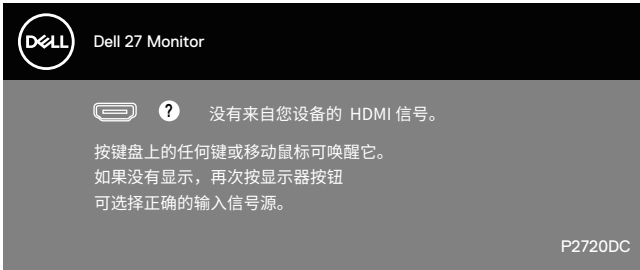 DELL
Dell 27 Monitor
? 没有来自您设备的 HDMI 信号。
按键盘上的任何键或移动鼠标可唤醒它。
如果没有显示，再次按显示器按钮
可选择正确的输入信号源。
P2720DC